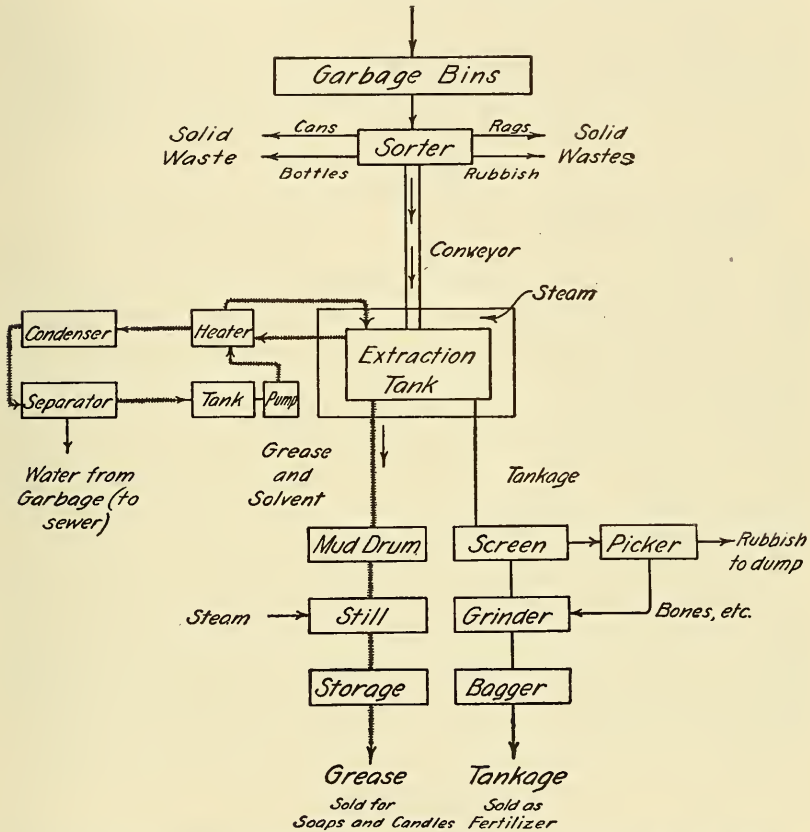 Garbage Bins
Cans
Rags
Solid
Waste
Sorter
Solid
Wastes
Bottles
Rubbish
Conveyor
Steam
Condenser
Heater
Extraction
Tank
Separator
Tank
Pump
Water from
Garbage (to
sewer)
Grease
and
Solvent
Tankage
Mud Drum
Screen
Picker
Rubbish
to dump
Steam
Still
Grinder
Bones, etc.
Storage
Bagger
Grease
Sold for
Soaps and Candles
Tankage
Sold as
Fertilizer